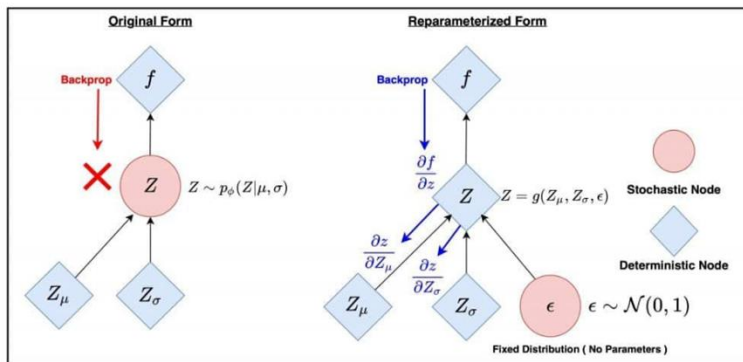 Original Form
Backprop
f
Z
Z ∼ p_ϕ(Z|μ, σ)
Z_μ
Z_σ
Reparameterized Form
Backprop
f
∂f/∂z
Z
Z = g(Z_μ, Z_σ, ϵ)
∂z/∂Z_μ
∂z/∂Z_σ
Z_μ
Z_σ
ϵ
ϵ ∼ 𝒩(0, 1)
Fixed Distribution ( No Parameters )
Stochastic Node
Deterministic Node